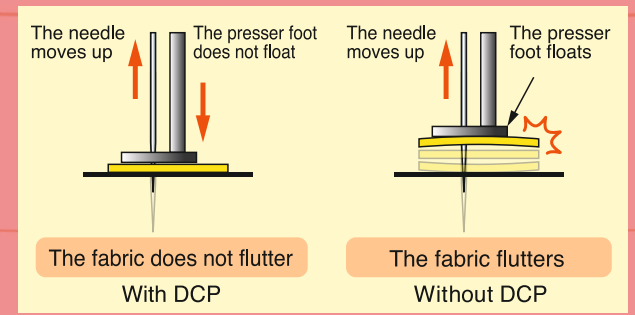 The needle
moves up
The presser foot
does not float
The fabric does not flutter
With DCP
The needle
moves up
The presser
foot floats
The fabric flutters
Without DCP